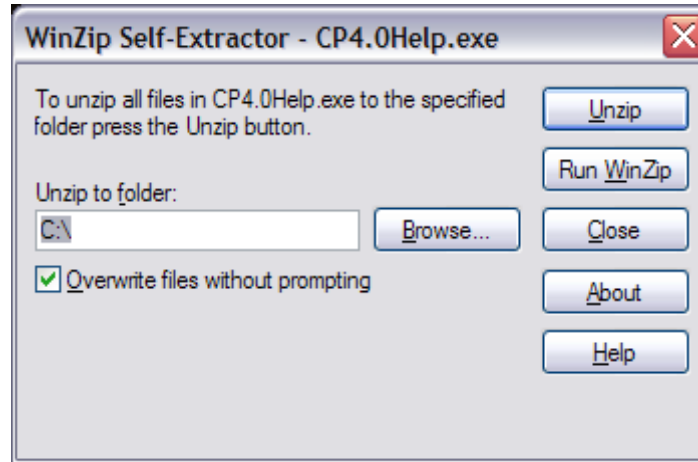 WinZip Self-Extractor - CP4.0Help.exe
To unzip all files in CP4.0Help.exe to the specified
folder press the Unzip button.
Unzip to folder:
C:\
Browse...
Overwrite files without prompting
Unzip
Run WinZip
Close
About
Help